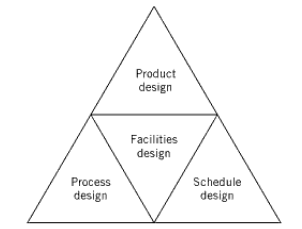 Product
design
Facilities
design
Process
design
Schedule
design